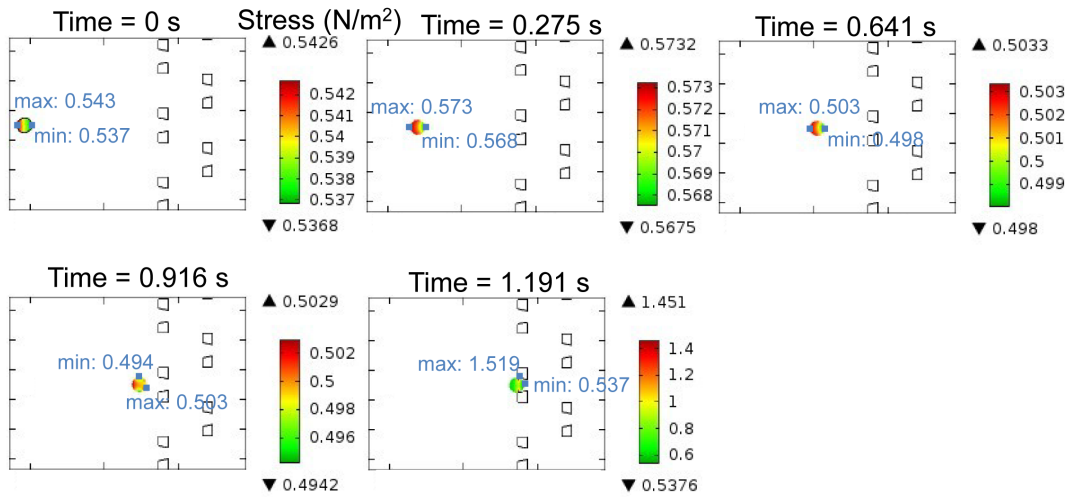 Time = 0 s
Stress (N/m²)
▲ 0.5426
max: 0.543
min: 0.537
0.542
0.541
0.54
0.539
0.538
0.537
▼ 0.5368
Time = 0.275 s
▲ 0.5732
max: 0.573
min: 0.568
0.573
0.572
0.571
0.57
0.569
0.568
▼ 0.5675
Time = 0.641 s
▲ 0.5033
max: 0.503
min: 0.498
0.503
0.502
0.501
0.5
0.499
▼ 0.498
Time = 0.916 s
▲ 0.5029
min: 0.494
max: 0.503
0.502
0.5
0.498
0.496
▼ 0.4942
Time = 1.191 s
▲ 1.451
max: 1.519
min: 0.537
1.4
1.2
1
0.8
0.6
▼ 0.5376